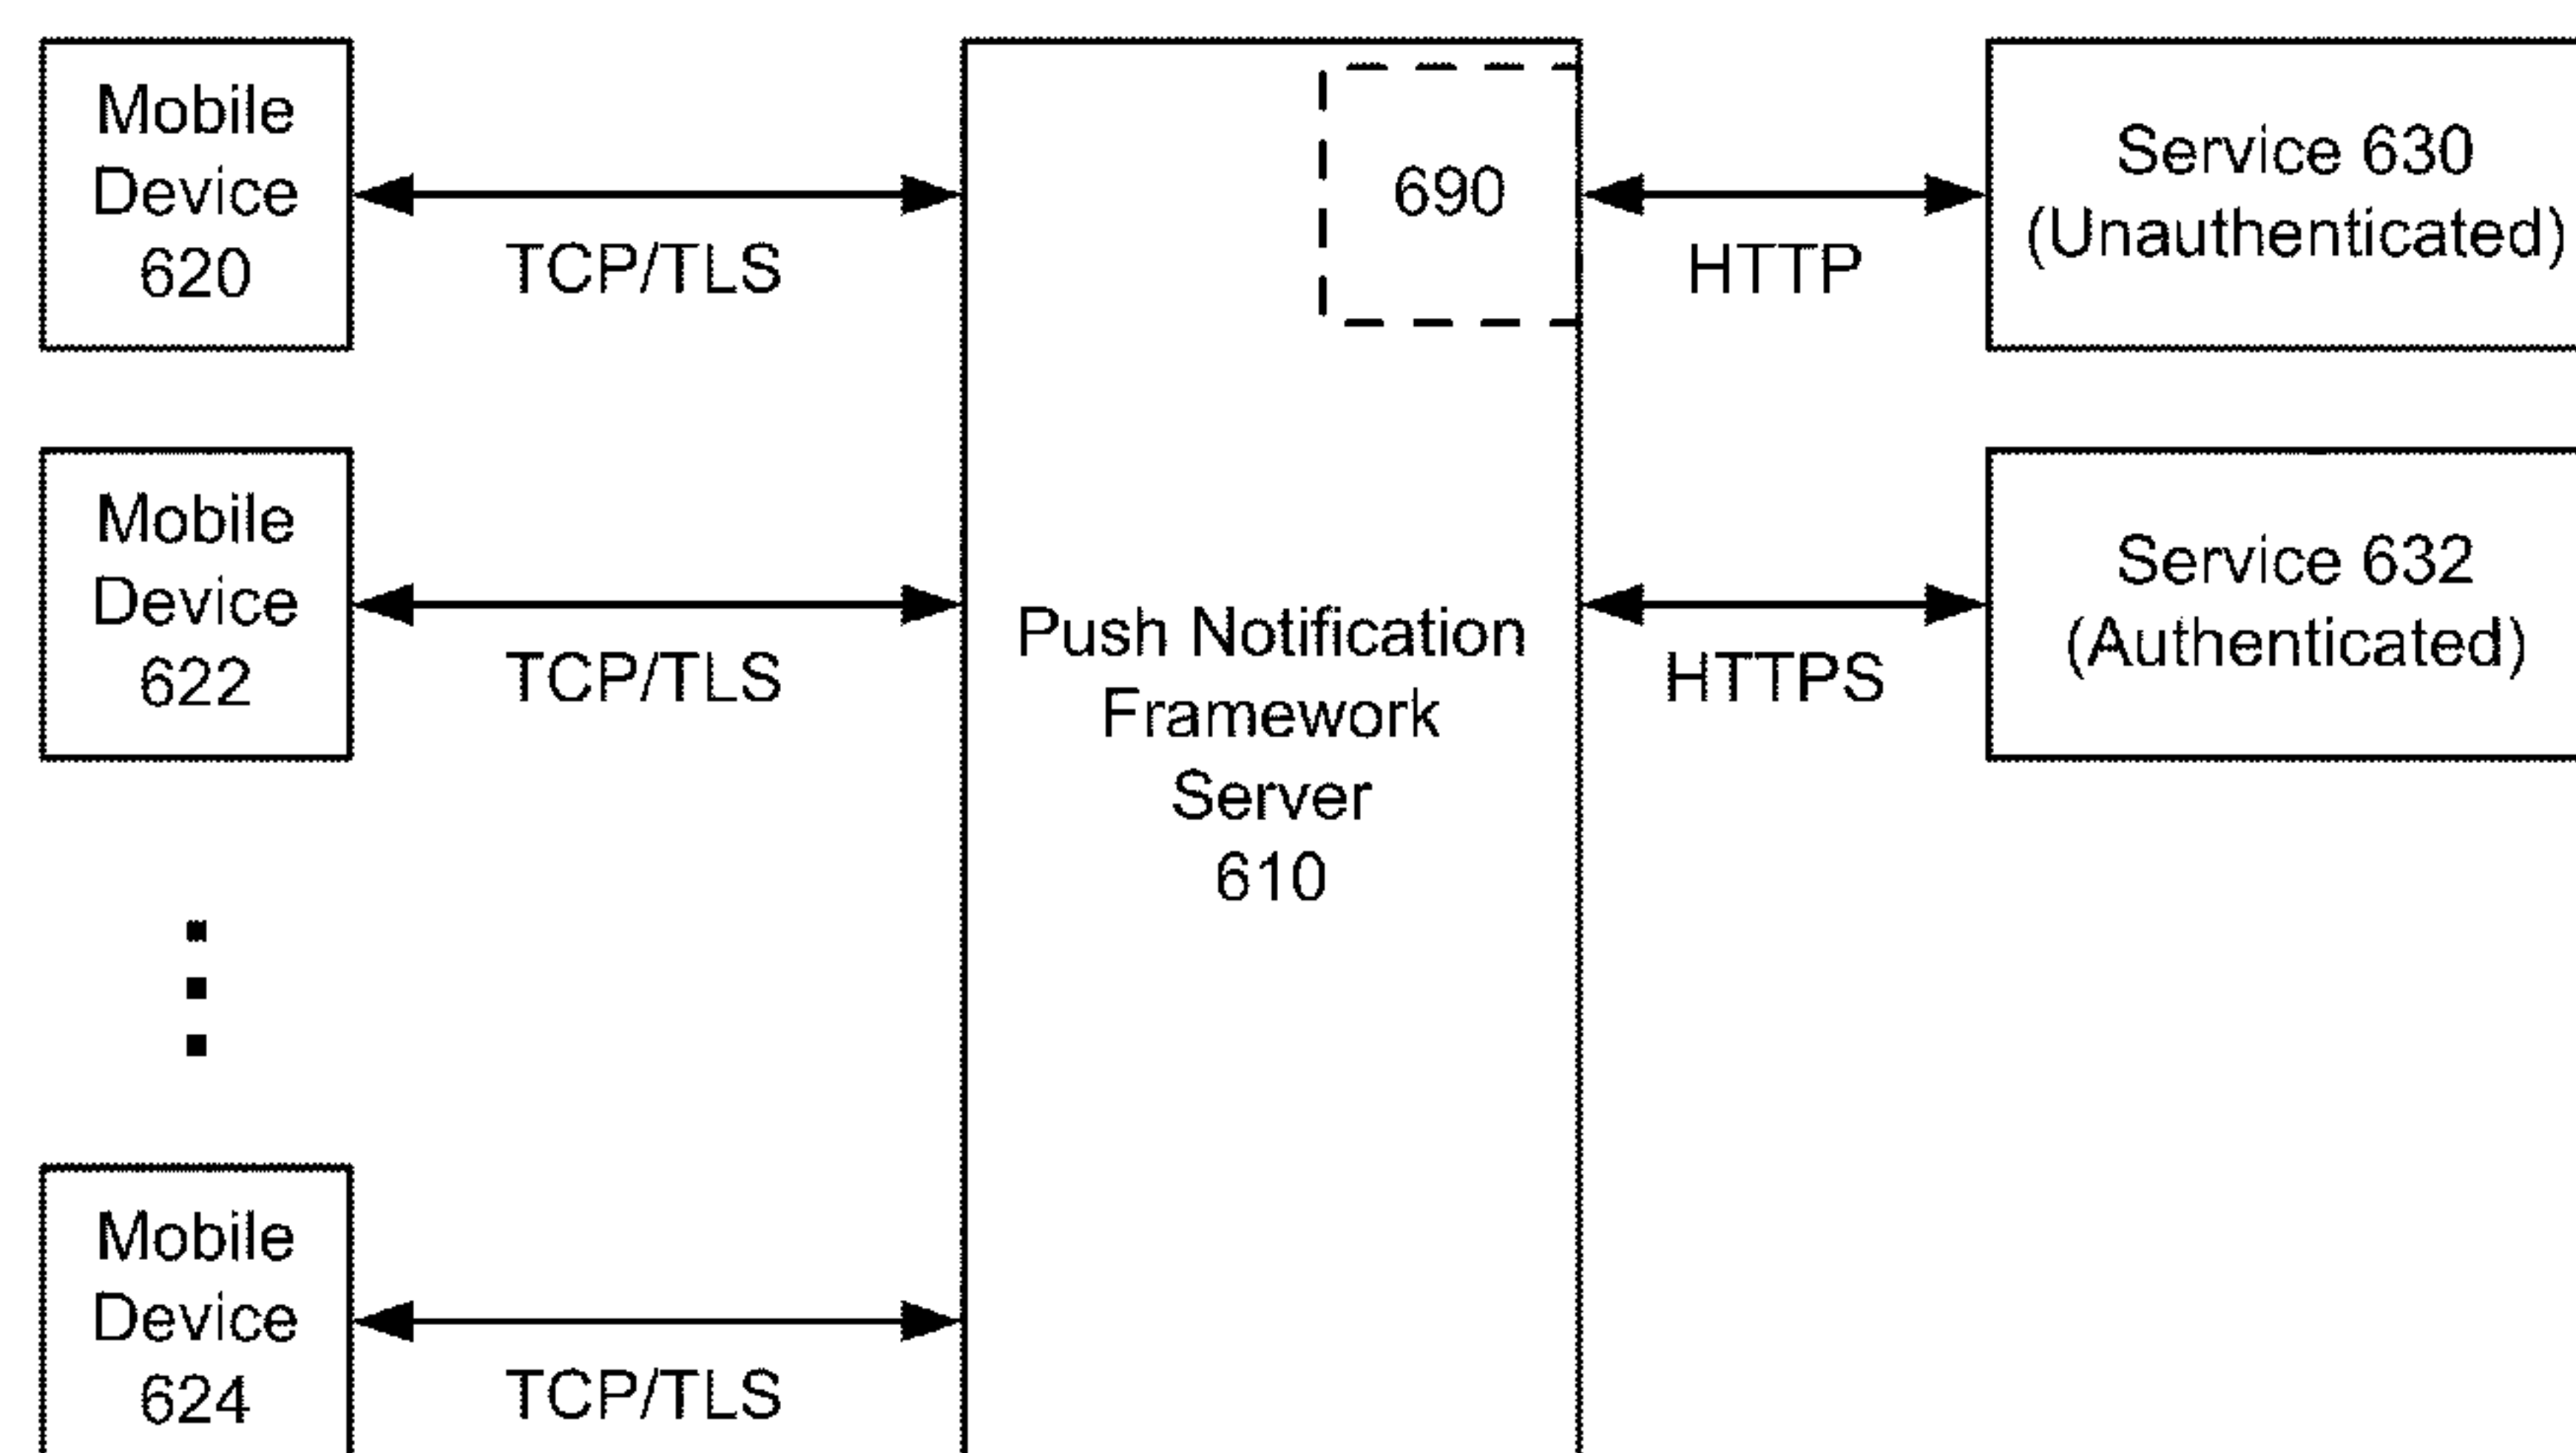 Mobile
Device
620
TCP/TLS
690
HTTP
Service 630
(Unauthenticated)
Mobile
Device
622
TCP/TLS
Push Notification
Framework
Server
610
HTTPS
Service 632
(Authenticated)
Mobile
Device
624
TCP/TLS